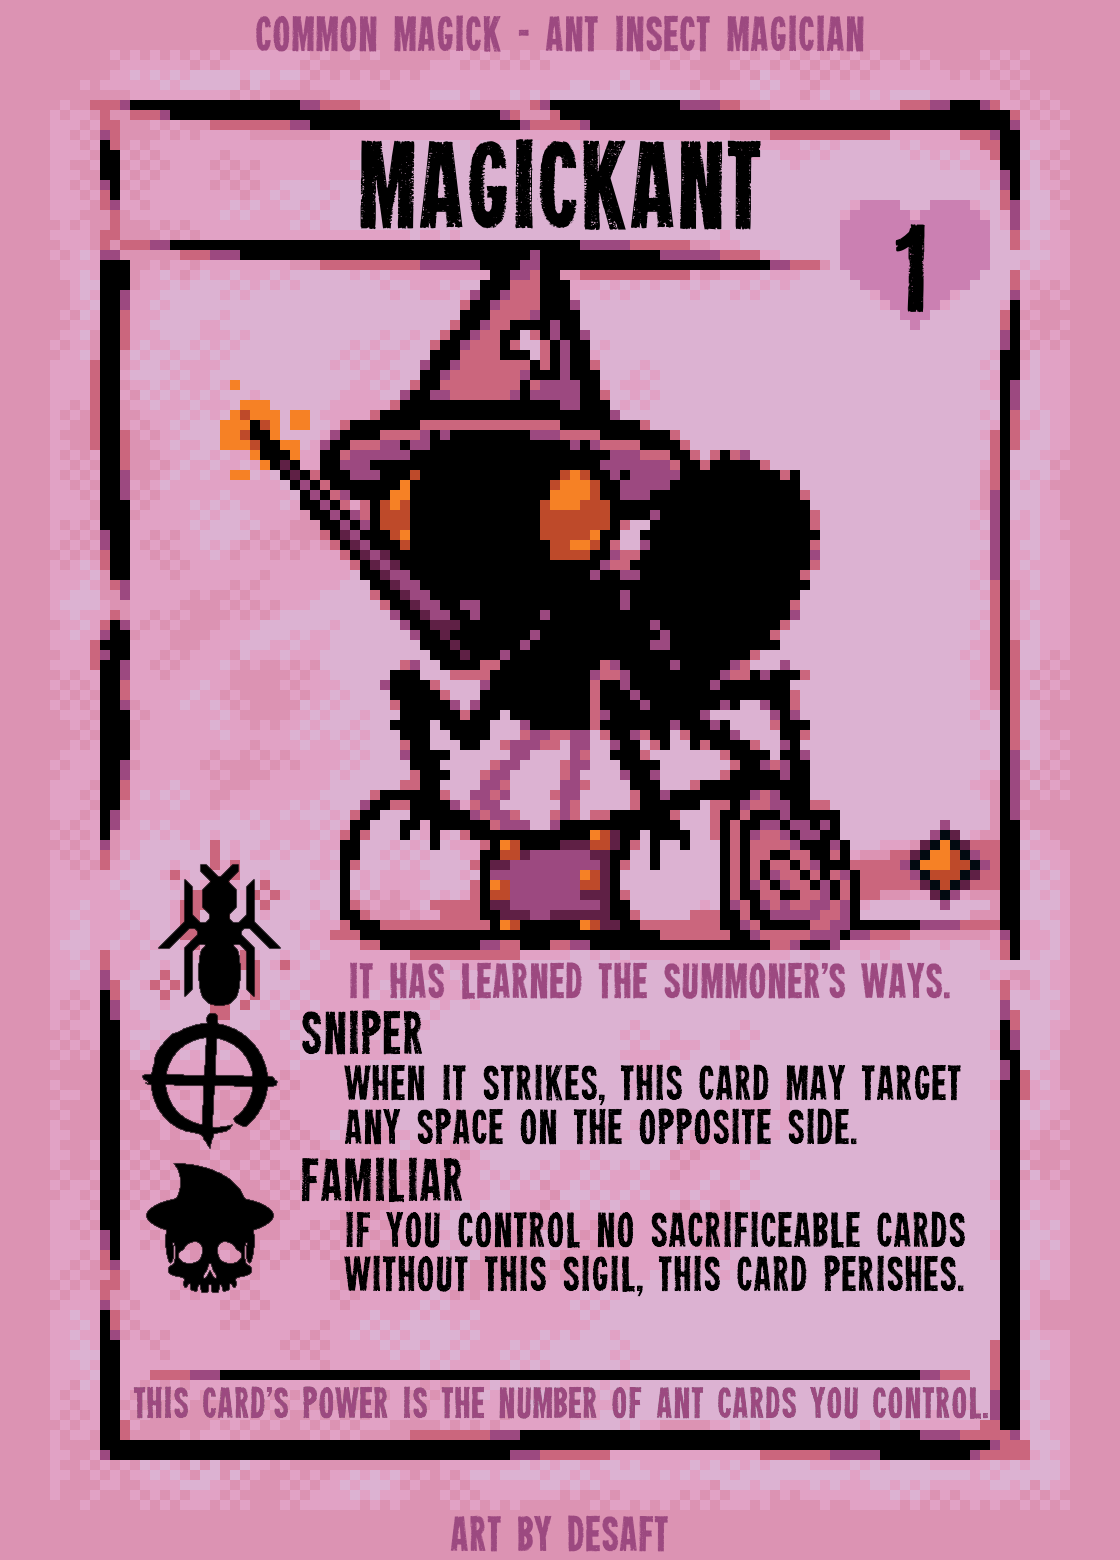 COMMON MAGICK - ANT INSECT MAGICIAN
MAGICKANT
1
IT HAS LEARNED THE SUMMONER'S WAYS.
SNIPER
WHEN IT STRIKES, THIS CARD MAY TARGET
ANY SPACE ON THE OPPOSITE SIDE.
FAMILIAR
IF YOU CONTROL NO SACRIFICEABLE CARDS
WITHOUT THIS SIGIL, THIS CARD PERISHES.
THIS CARD'S POWER IS THE NUMBER OF ANT CARDS YOU CONTROL.
ART BY DESAFT